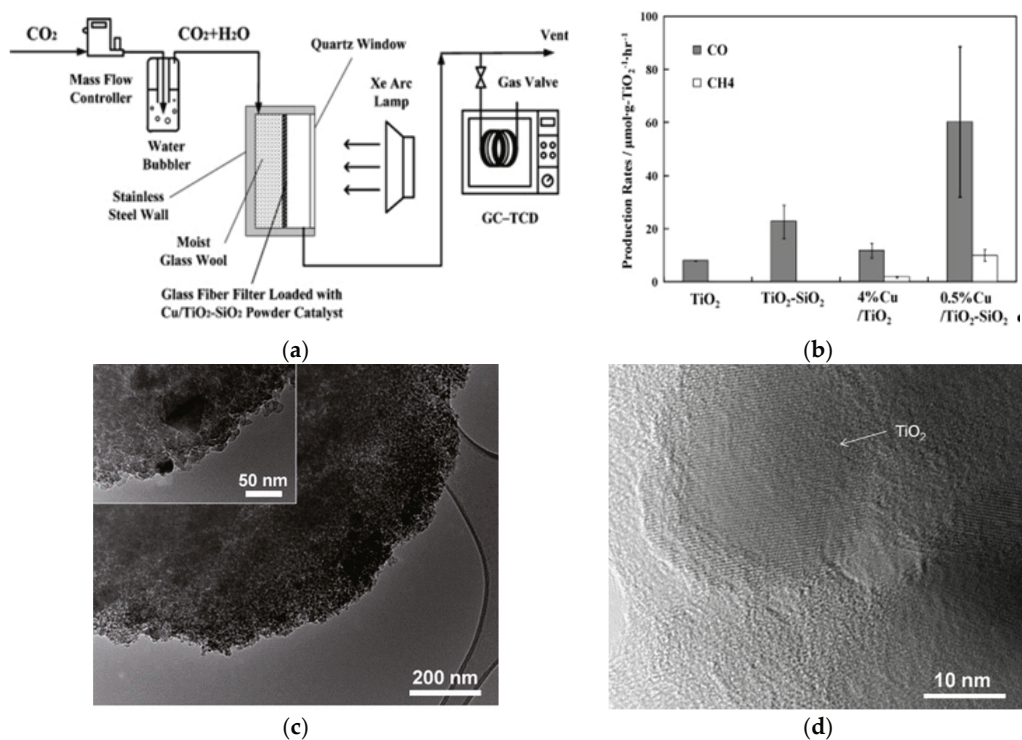 CO₂
CO₂+H₂O
Mass Flow
Controller
Water
Bubbler
Quartz Window
Xe Arc
Lamp
Vent
Gas Valve
GC–TCD
Stainless
Steel Wall
Moist
Glass Wool
Glass Fiber Filter Loaded with
Cu/TiO₂-SiO₂ Powder Catalyst
(a)
Production Rates / μmol·g-TiO₂⁻¹·hr⁻¹
100
80
60
40
20
0
CO
CH4
TiO₂
TiO₂-SiO₂
4%Cu
/TiO₂
0.5%Cu
/TiO₂-SiO₂
(b)
50 nm
200 nm
(c)
TiO₂
10 nm
(d)